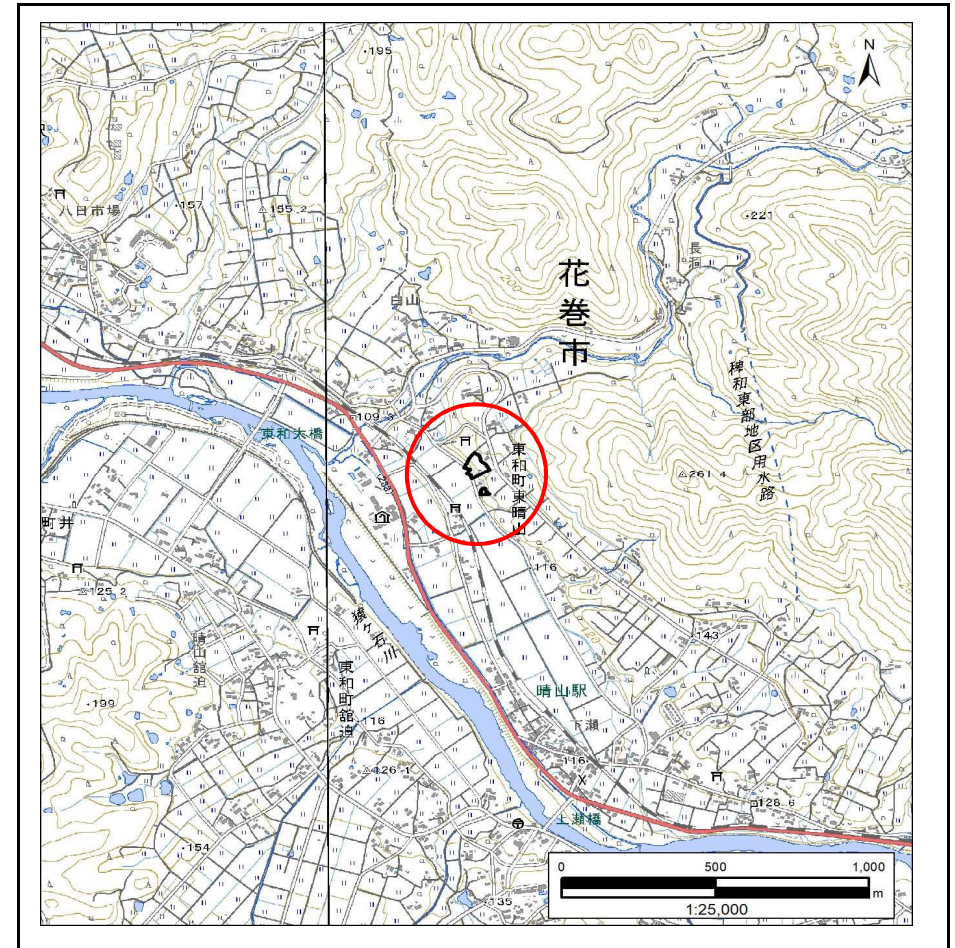 195
N
八日市場
157
155.2
221
長洞
白山
花巻市
稗和東部地区用水路
109.3
東和大橋
283
東和町東晴山
261.4
町井
116
125.2
猿ヶ石川
143
晴山舘迫
東和町舘迫
199
晴山駅
下瀬
116
116
126.1
128.6
上瀬橋
154
135
0 500 1,000
m
1:25,000